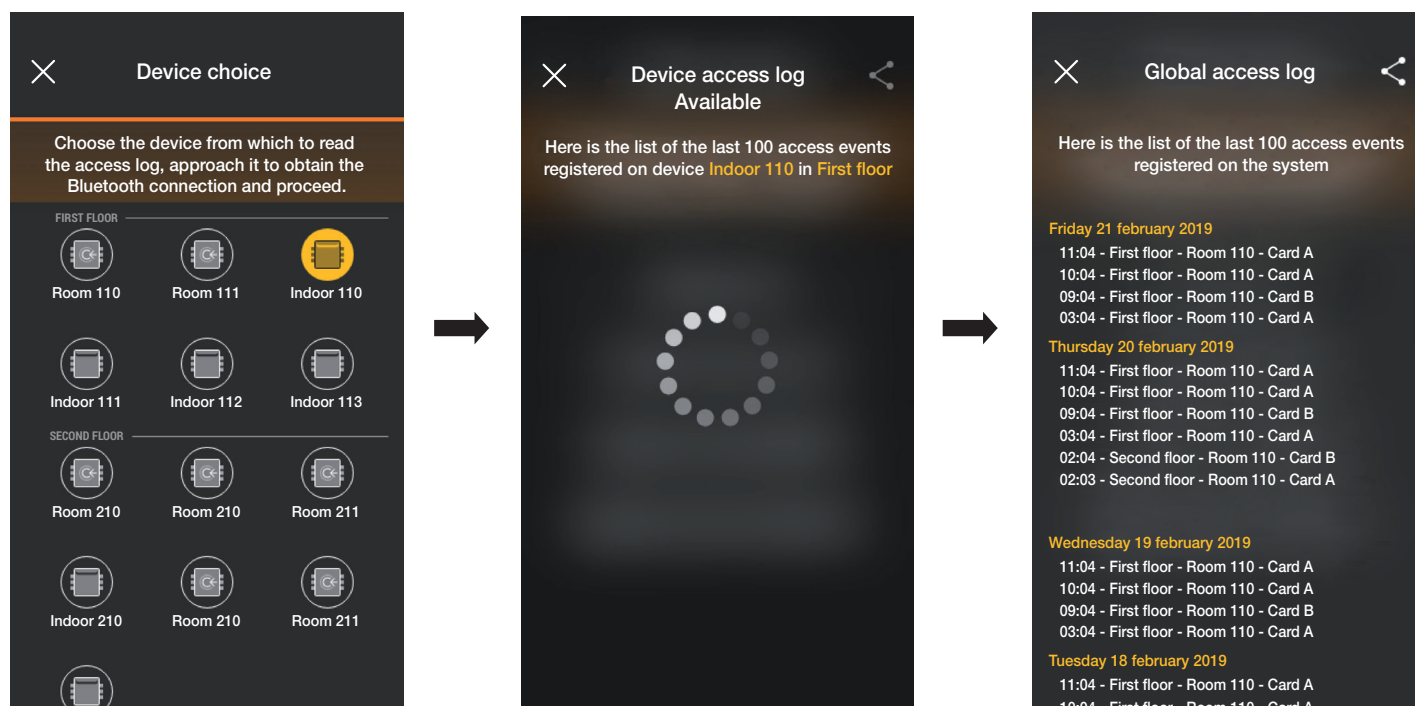 Device choice
Choose the device from which to read
the access log, approach it to obtain the
Bluetooth connection and proceed.
FIRST FLOOR
Room 110 Room 111 Indoor 110
Indoor 111 Indoor 112 Indoor 113
SECOND FLOOR
Room 210 Room 210 Room 211
Indoor 210 Room 210 Room 211
Device access log
Available
Here is the list of the last 100 access events
registered on device Indoor 110 in First floor
Global access log
Here is the list of the last 100 access events
registered on the system
Friday 21 february 2019
11:04 - First floor - Room 110 - Card A
10:04 - First floor - Room 110 - Card A
09:04 - First floor - Room 110 - Card B
03:04 - First floor - Room 110 - Card A
Thursday 20 february 2019
11:04 - First floor - Room 110 - Card A
10:04 - First floor - Room 110 - Card A
09:04 - First floor - Room 110 - Card B
03:04 - First floor - Room 110 - Card A
02:04 - Second floor - Room 110 - Card B
02:03 - Second floor - Room 110 - Card A
Wednesday 19 february 2019
11:04 - First floor - Room 110 - Card A
10:04 - First floor - Room 110 - Card A
09:04 - First floor - Room 110 - Card B
03:04 - First floor - Room 110 - Card A
Tuesday 18 february 2019
11:04 - First floor - Room 110 - Card A
10:04 - First floor - Room 110 - Card A